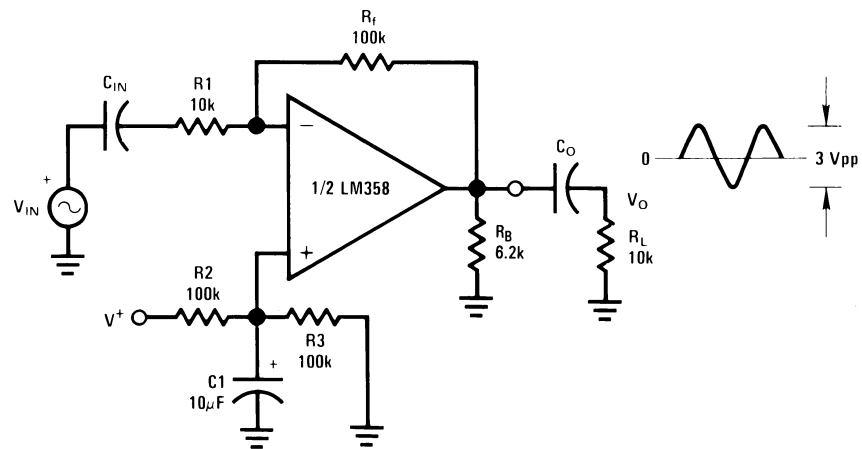 Rf
100k
CIN
R1
10k
CO
−
1/2 LM358
+
0
3 Vpp
+
VIN
VO
RB
6.2k
RL
10k
R2
100k
V+
R3
100k
+
C1
10μF